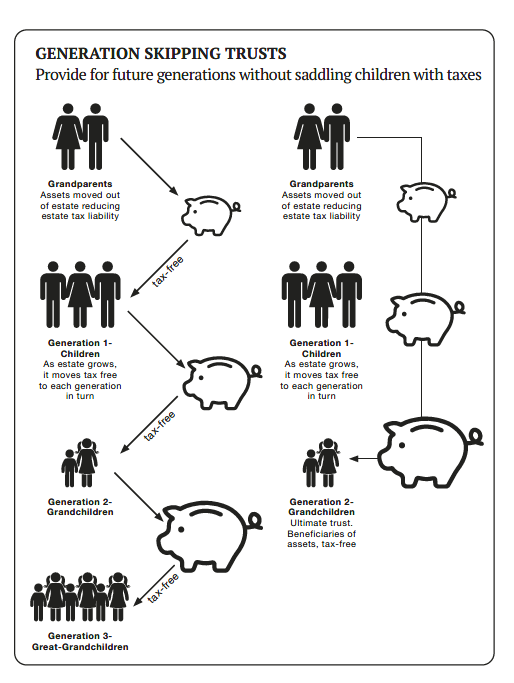 GENERATION SKIPPING TRUSTS
Provide for future generations without saddling children with taxes
Grandparents
Assets moved out
of estate reducing
estate tax liability
tax-free
Generation 1-
Children
As estate grows,
it moves tax free
to each generation
in turn
tax-free
Generation 2-
Grandchildren
tax-free
Generation 3-
Great-Grandchildren
Grandparents
Assets moved out
of estate reducing
estate tax liability
Generation 1-
Children
As estate grows,
it moves tax free
to each generation
in turn
Generation 2-
Grandchildren
Ultimate trust.
Beneficiaries of
assets, tax-free